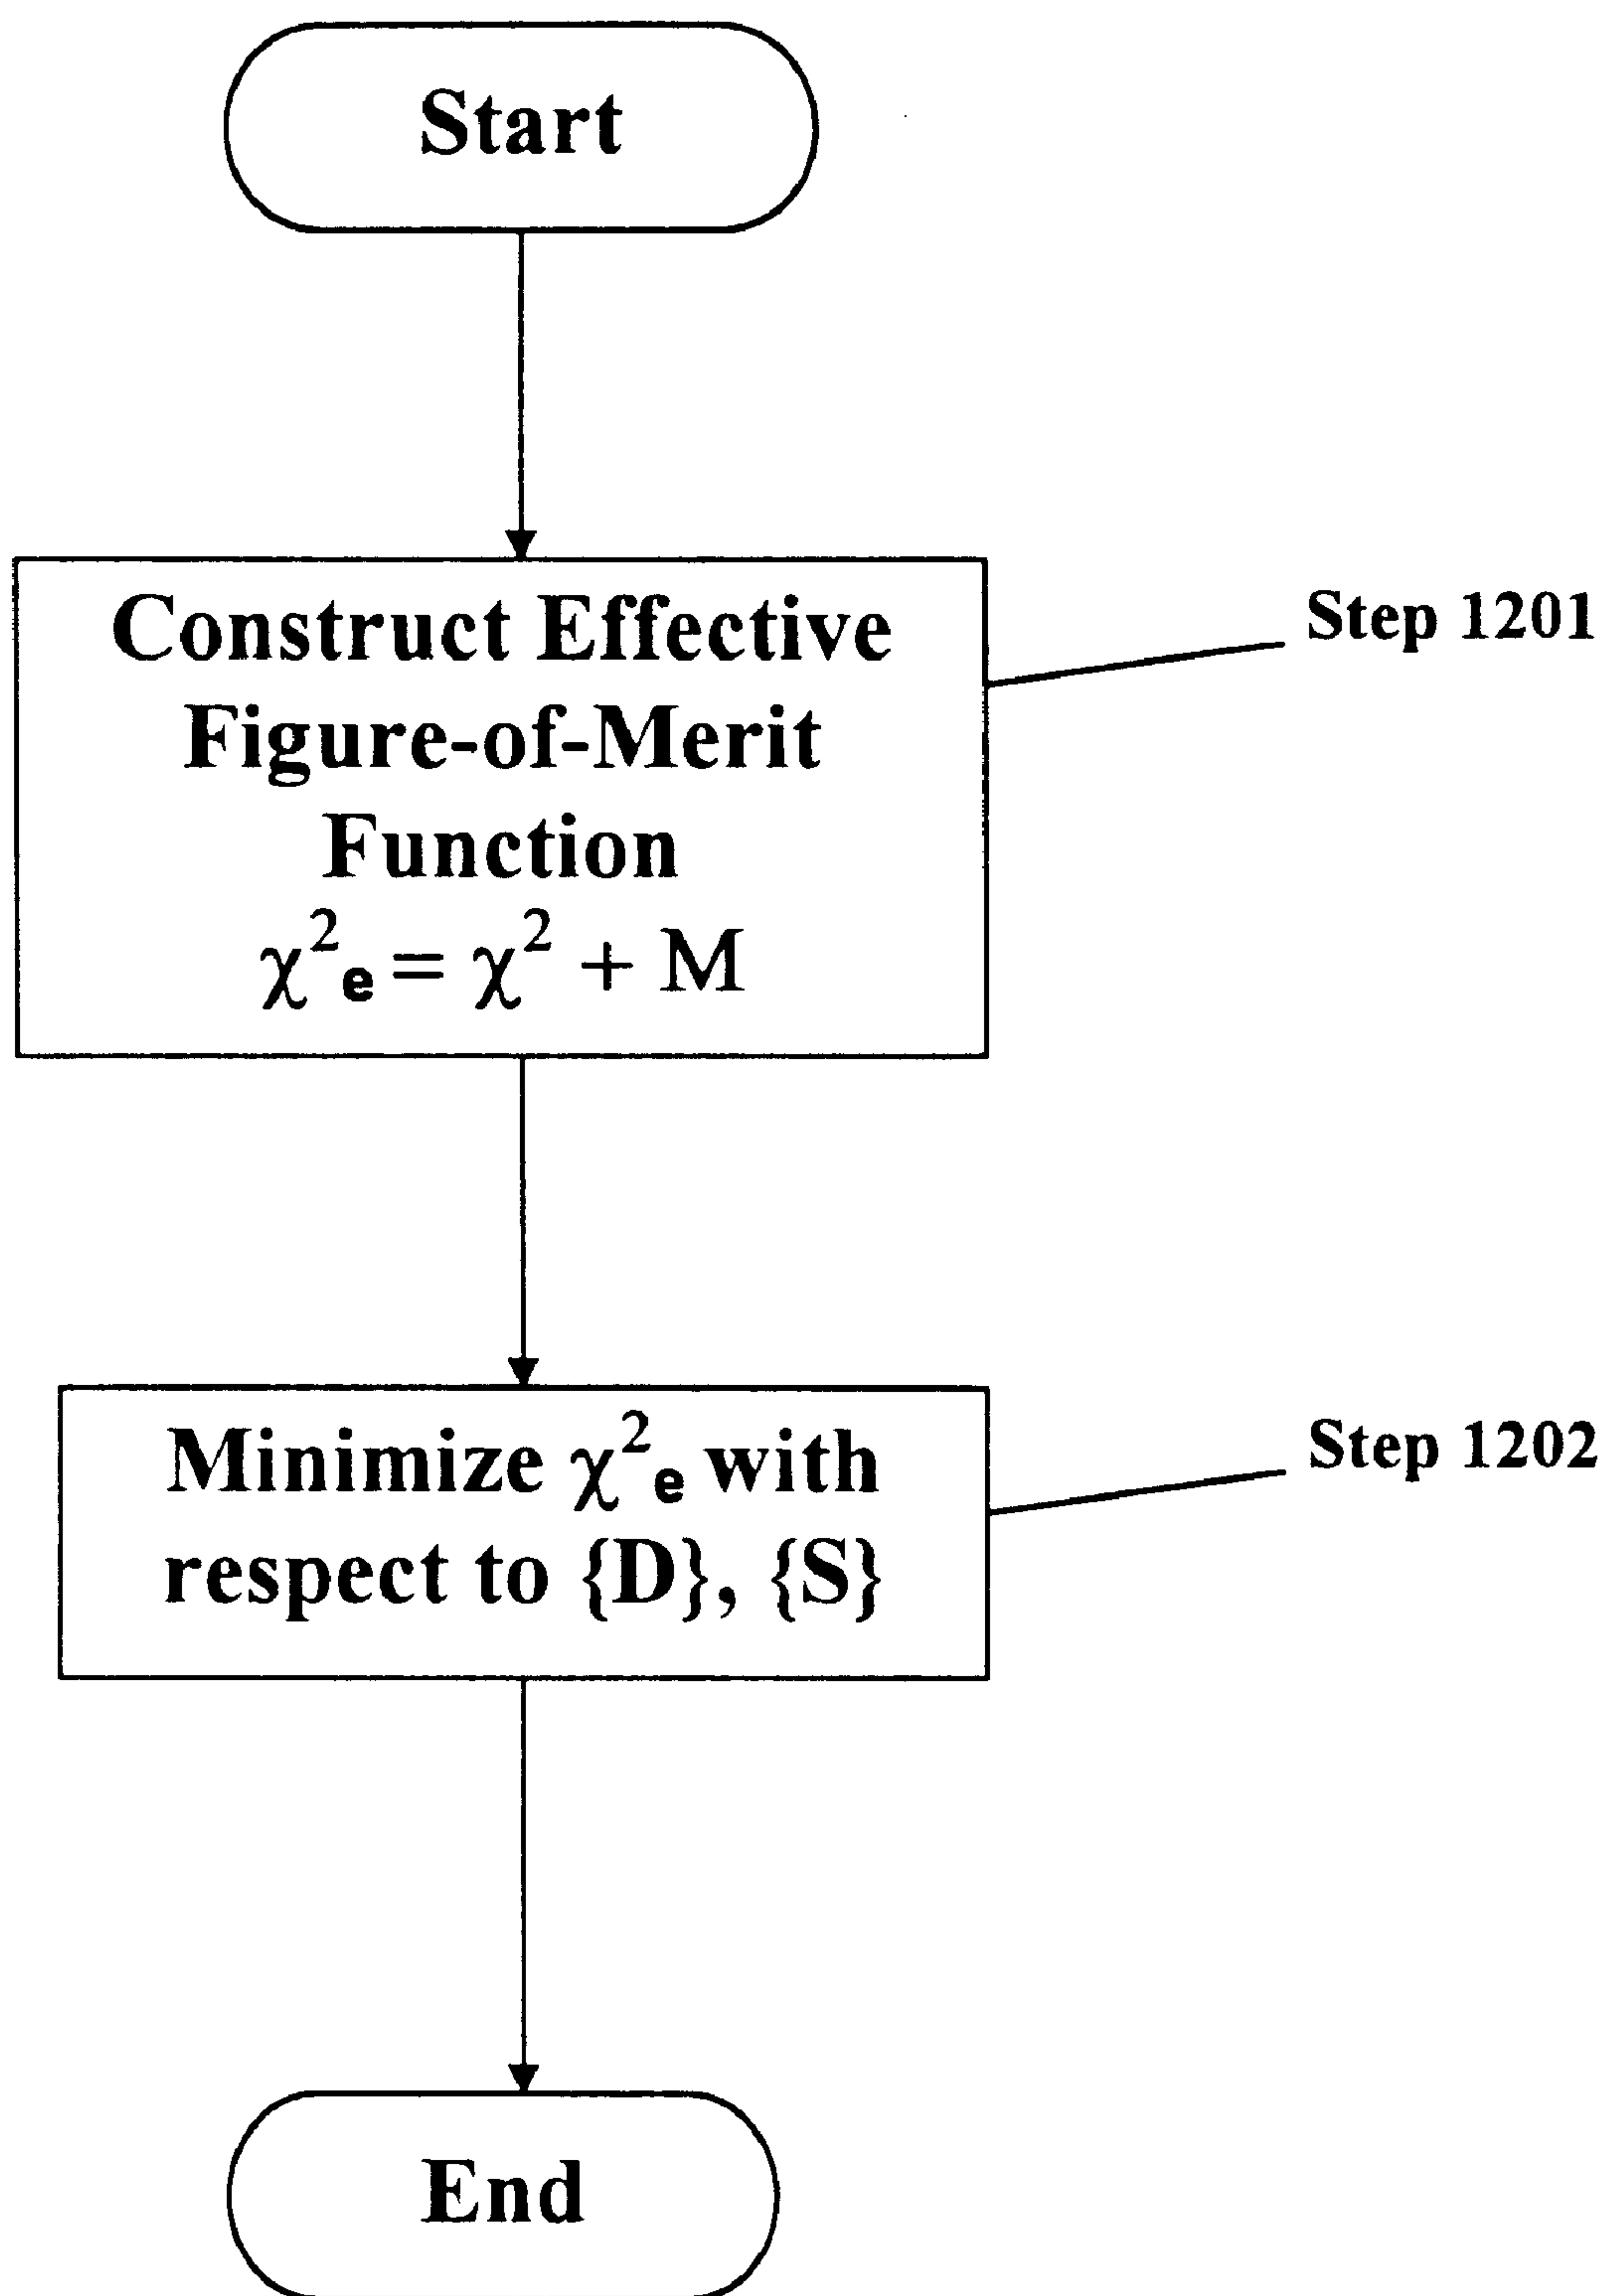 Start
Construct Effective
Figure-of-Merit
Function
χ²ₑ = χ² + M
Step 1201
Minimize χ²ₑ with
respect to {D}, {S}
Step 1202
End